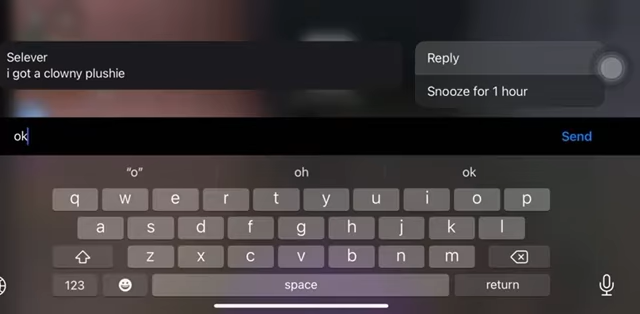 Selever
i got a clowny plushie
Reply
Snooze for 1 hour
ok
Send
"o" oh ok
q w e r t y u i o p
a s d f g h j k l
z x c v b n m
123 space return